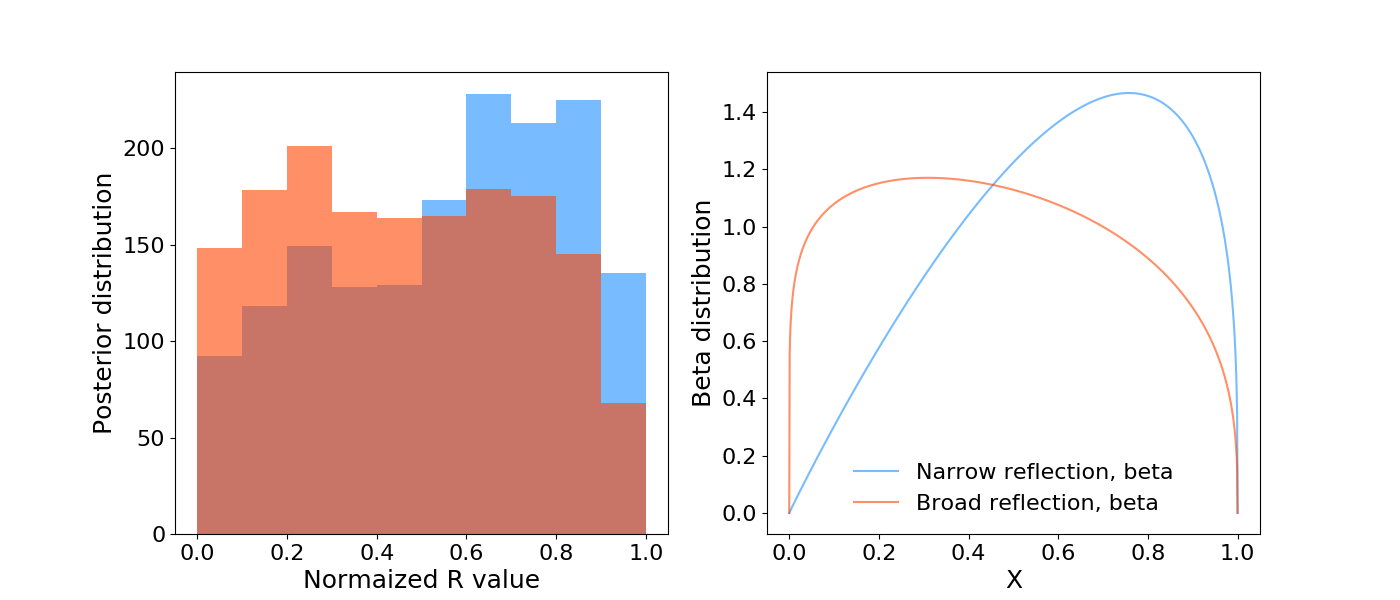 Posterior distribution
200
150
100
50
0
0.0 0.2 0.4 0.6 0.8 1.0
Normaized R value
Beta distribution
1.4
1.2
1.0
0.8
0.6
0.4
0.2
0.0
Narrow reflection, beta
Broad reflection, beta
0.0 0.2 0.4 0.6 0.8 1.0
X